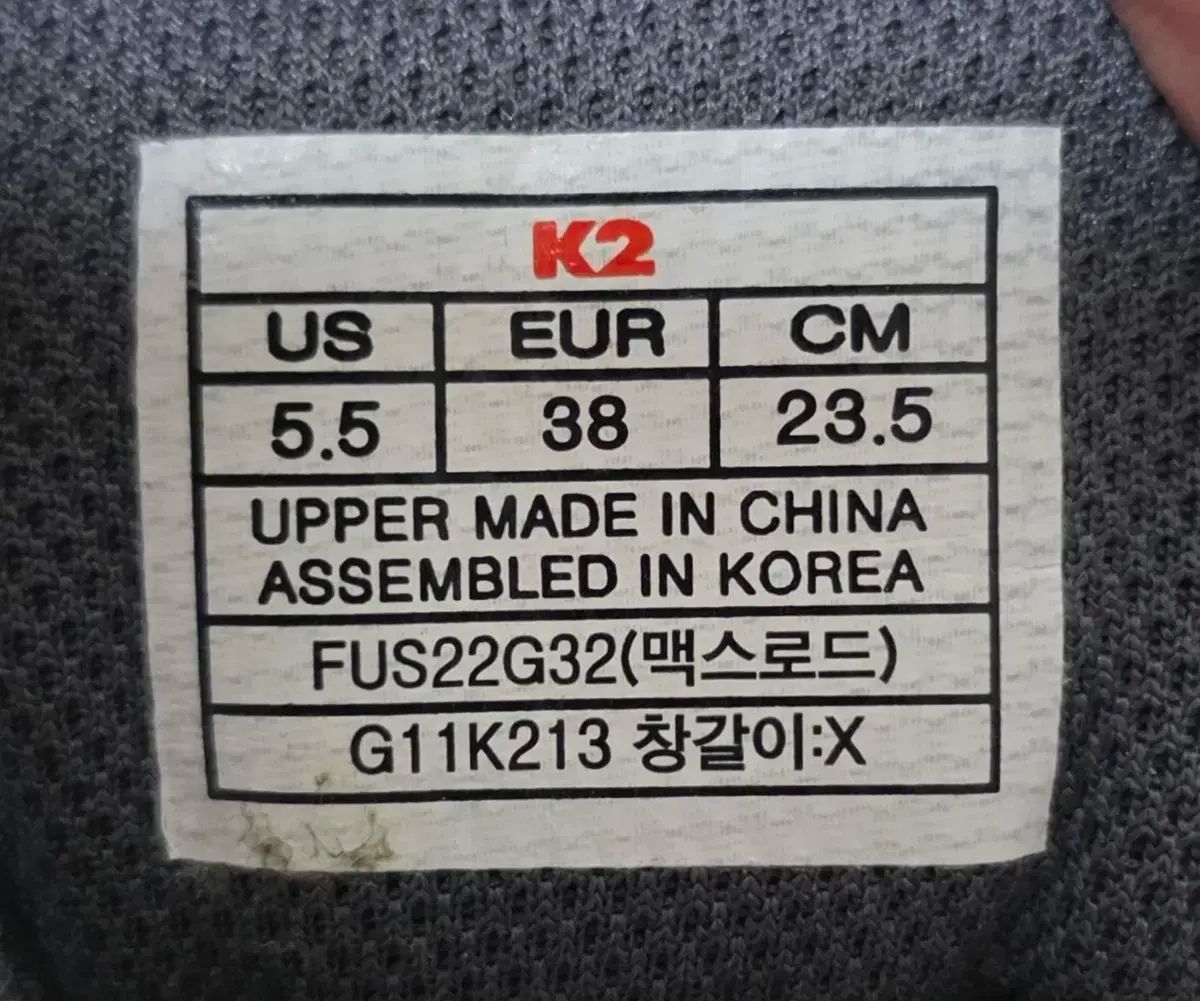 K2
US EUR CM
5.5 38 23.5
UPPER MADE IN CHINA
ASSEMBLED IN KOREA
FUS22G32(맥스로드)
G11K213 창갈이:X